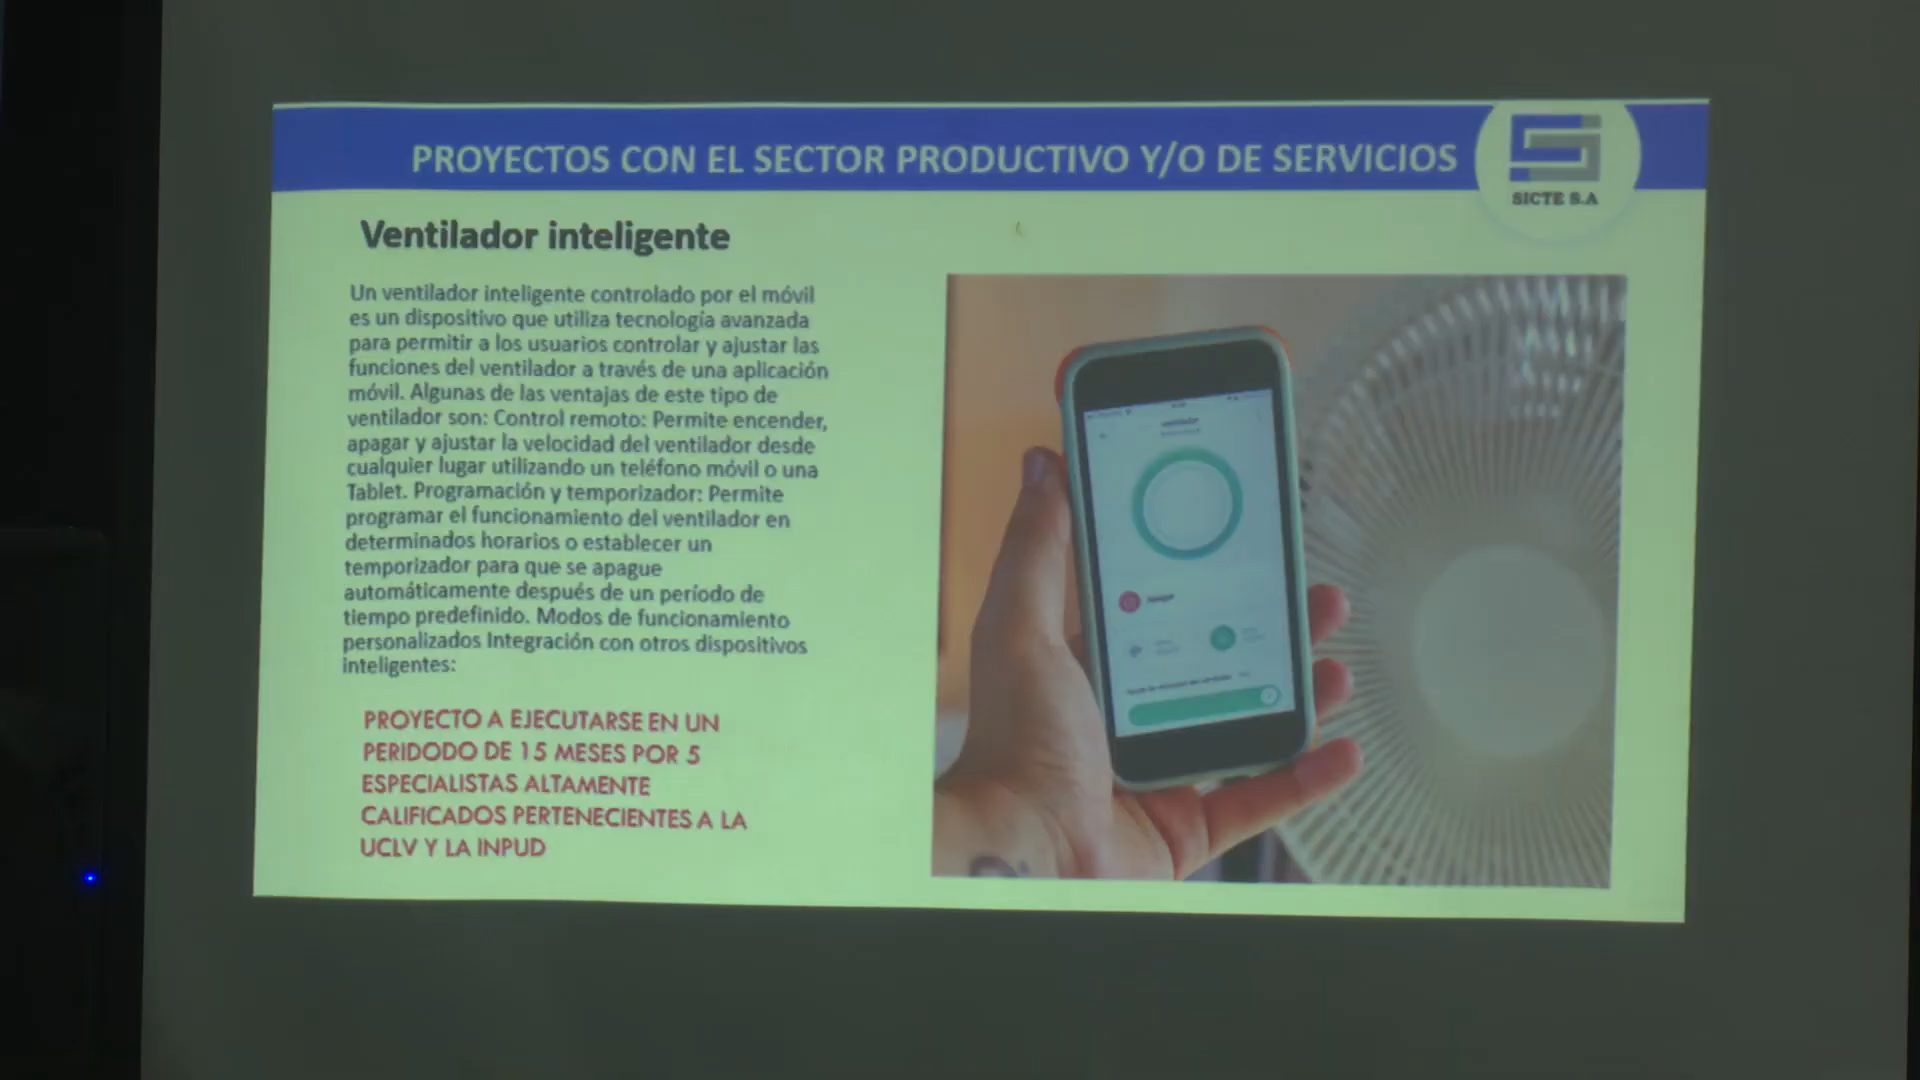 PROYECTOS CON EL SECTOR PRODUCTIVO Y/O DE SERVICIOS
SICTE S.A
Ventilador inteligente
Un ventilador inteligente controlado por el móvil
es un dispositivo que utiliza tecnología avanzada
para permitir a los usuarios controlar y ajustar las
funciones del ventilador a través de una aplicación
móvil. Algunas de las ventajas de este tipo de
ventilador son: Control remoto: Permite encender,
apagar y ajustar la velocidad del ventilador desde
cualquier lugar utilizando un teléfono móvil o una
Tablet. Programación y temporizador: Permite
programar el funcionamiento del ventilador en
determinados horarios o establecer un
temporizador para que se apague
automáticamente después de un período de
tiempo predefinido. Modos de funcionamiento
personalizados Integración con otros dispositivos
inteligentes:
PROYECTO A EJECUTARSE EN UN
PERIDODO DE 15 MESES POR 5
ESPECIALISTAS ALTAMENTE
CALIFICADOS PERTENECIENTES A LA
UCLV Y LA INPUD